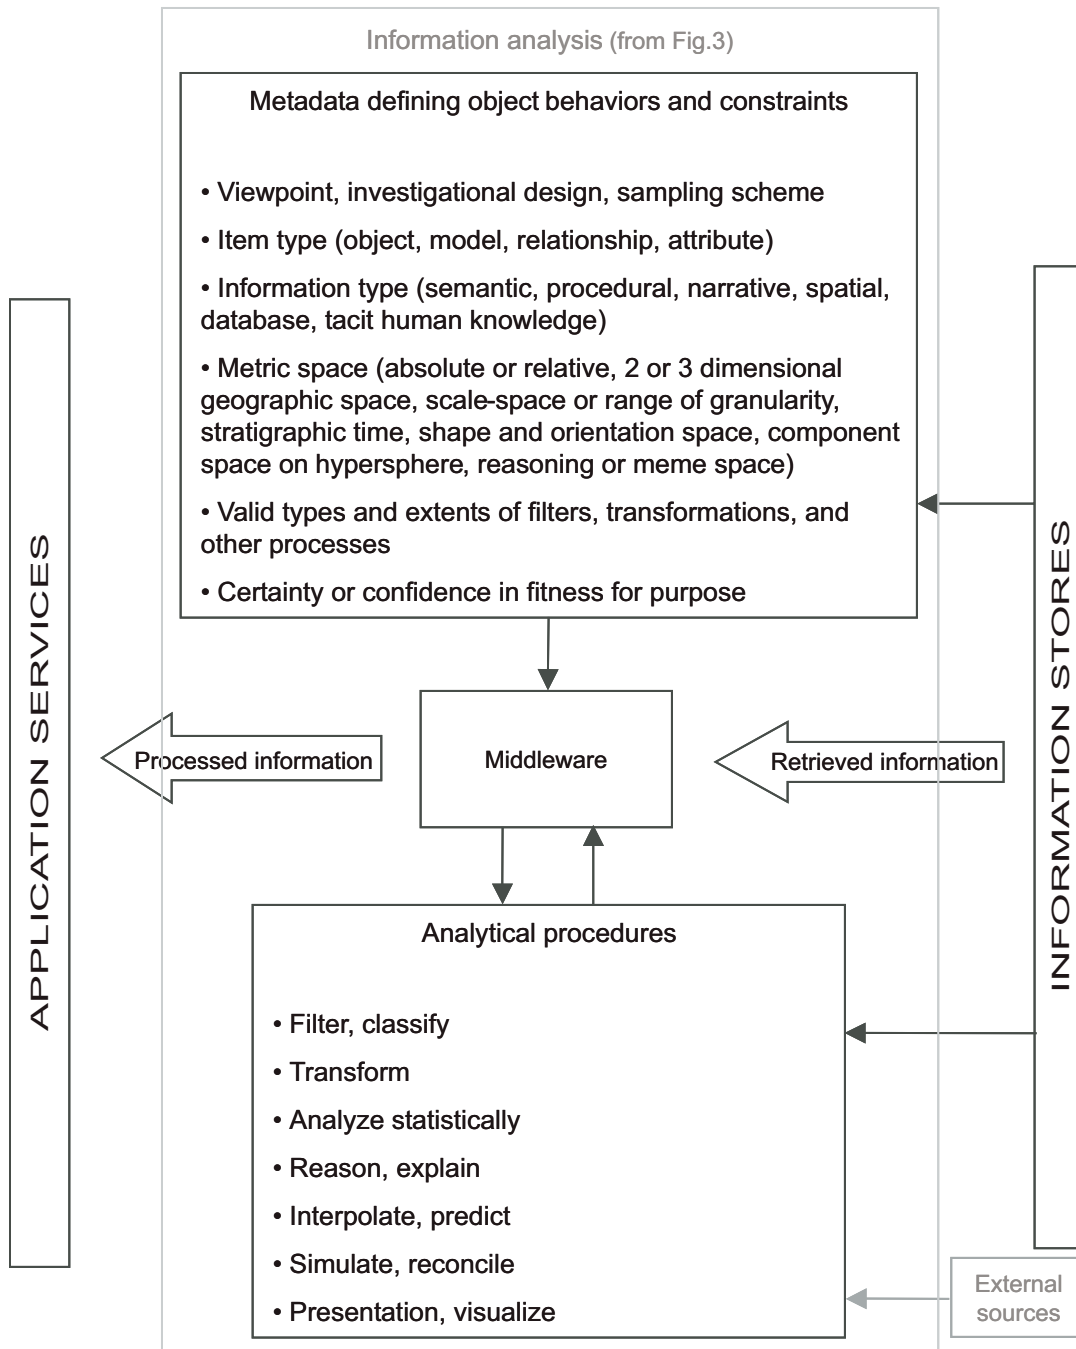 Information analysis (from Fig.3)
Metadata defining object behaviors and constraints
• Viewpoint, investigational design, sampling scheme
• Item type (object, model, relationship, attribute)
• Information type (semantic, procedural, narrative, spatial,
database, tacit human knowledge)
• Metric space (absolute or relative, 2 or 3 dimensional
geographic space, scale-space or range of granularity,
stratigraphic time, shape and orientation space, component
space on hypersphere, reasoning or meme space)
• Valid types and extents of filters, transformations, and
other processes
• Certainty or confidence in fitness for purpose
APPLICATION SERVICES
Processed information
Middleware
Retrieved information
INFORMATION STORES
Analytical procedures
• Filter, classify
• Transform
• Analyze statistically
• Reason, explain
• Interpolate, predict
• Simulate, reconcile
• Presentation, visualize
External
sources